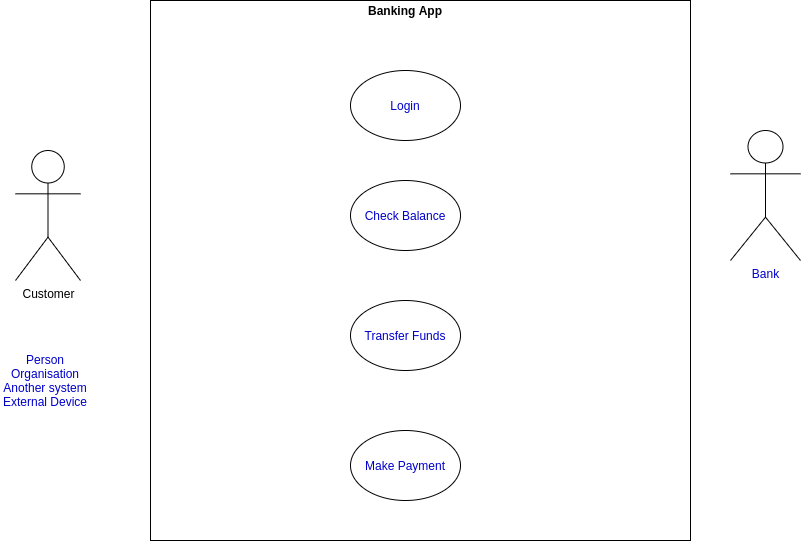 Banking App
Login
Check Balance
Transfer Funds
Make Payment
Customer
Person
Organisation
Another system
External Device
Bank